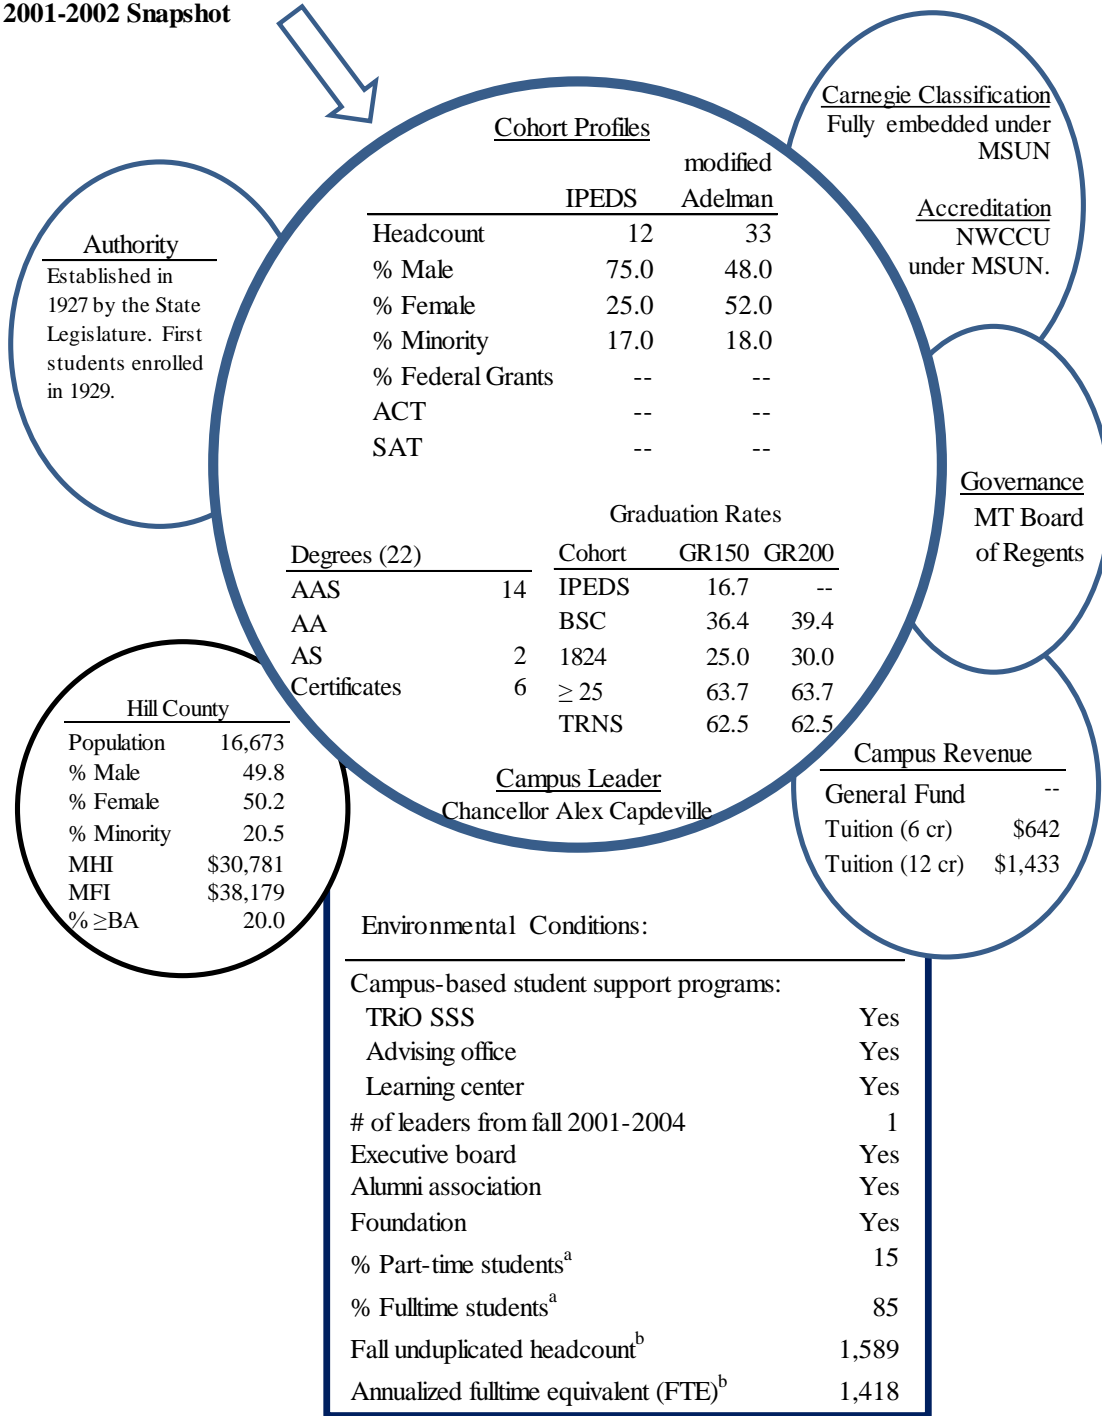 2001-2002 Snapshot
Carnegie Classification
Fully embedded under
MSUN
Accreditation
NWCCU
under MSUN.
Cohort Profiles
modified
IPEDS Adelman
Headcount 12 33
% Male 75.0 48.0
% Female 25.0 52.0
% Minority 17.0 18.0
% Federal Grants -- --
ACT -- --
SAT -- --
Authority
Established in
1927 by the State
Legislature. First
students enrolled
in 1929.
Governance
MT Board
of Regents
Graduation Rates
Degrees (22)
AAS 14
AA
AS 2
Certificates 6
Cohort GR150 GR200
IPEDS 16.7 --
BSC 36.4 39.4
1824 25.0 30.0
≥ 25 63.7 63.7
TRNS 62.5 62.5
Campus Leader
Chancellor Alex Capdeville
Hill County
Population 16,673
% Male 49.8
% Female 50.2
% Minority 20.5
MHI $30,781
MFI $38,179
% ≥BA 20.0
Campus Revenue
General Fund --
Tuition (6 cr) $642
Tuition (12 cr) $1,433
Environmental Conditions:
Campus-based student support programs:
TRiO SSS Yes
Advising office Yes
Learning center Yes
# of leaders from fall 2001-2004 1
Executive board Yes
Alumni association Yes
Foundation Yes
% Part-time studentsᵃ 15
% Fulltime studentsᵃ 85
Fall unduplicated headcountᵇ 1,589
Annualized fulltime equivalent (FTE)ᵇ 1,418